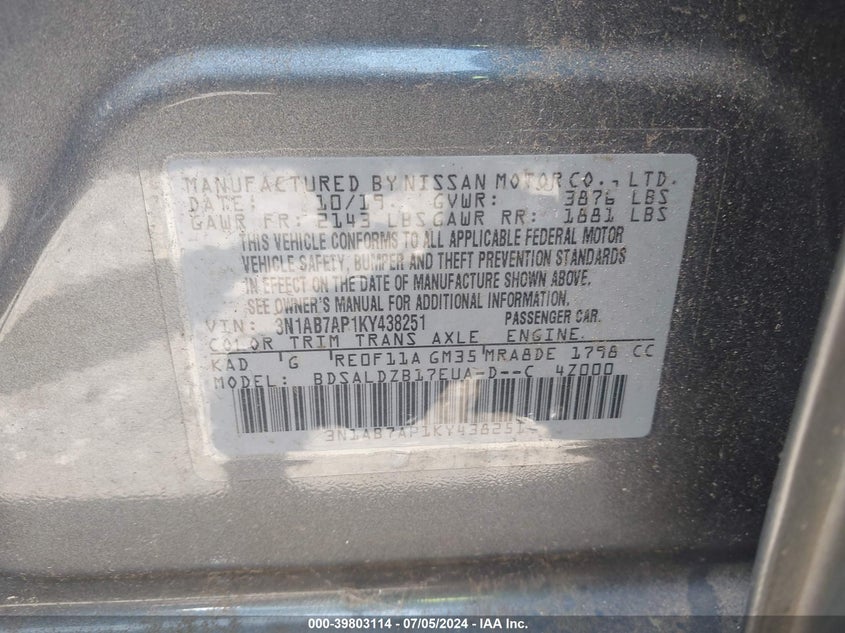 MANUFACTURED BY NISSAN MOTOR CO., LTD.
DATE: 10/19 GVWR: 3876 LBS
GAWR FR: 2143 LBS GAWR RR: 1881 LBS
THIS VEHICLE CONFORMS TO ALL APPLICABLE FEDERAL MOTOR
VEHICLE SAFETY, BUMPER AND THEFT PREVENTION STANDARDS
IN EFFECT ON THE DATE OF MANUFACTURE SHOWN ABOVE.
SEE OWNER'S MANUAL FOR ADDITIONAL INFORMATION.
VIN: 3N1AB7AP1KY438251 PASSENGER CAR.
COLOR TRIM TRANS AXLE ENGINE
KAD G RE0F11A GM35 MRA8DE 1798 CC
MODEL: BDSALDZB17EUA-D--C 4Z000
3N1AB7AP1KY438251
000-39803114 - 07/05/2024 - IAA Inc.